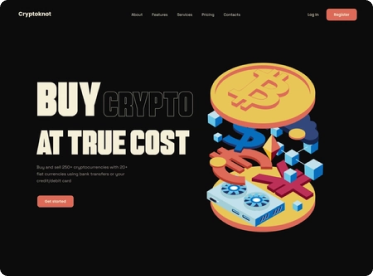 Cryptoknot
About Features Services Pricing Contacts
Log in Register
BUY CRYPTO
AT TRUE COST
Buy and sell 250+ cryptocurrencies with 20+
fiat currencies using bank transfers or your
credit/debit card.
Get started